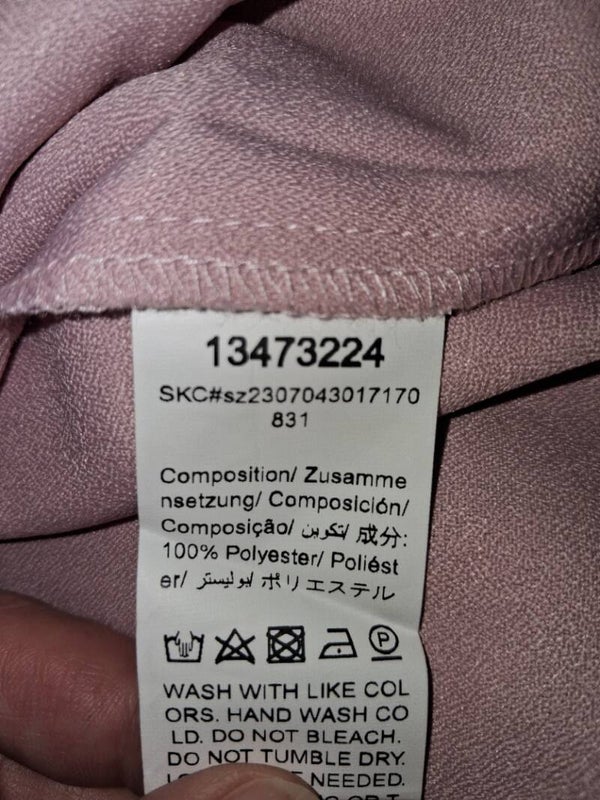 13473224
SKC#sz2307043017170
831
Composition/ Zusamme
nsetzung/ Composición/
Composição/ تكوين/ 成分:
100% Polyester/ Poliést
er/ بوليستر/ ポリエステル
P
WASH WITH LIKE COL
ORS. HAND WASH CO
LD. DO NOT BLEACH.
DO NOT TUMBLE DRY.
NEEDED.
OR